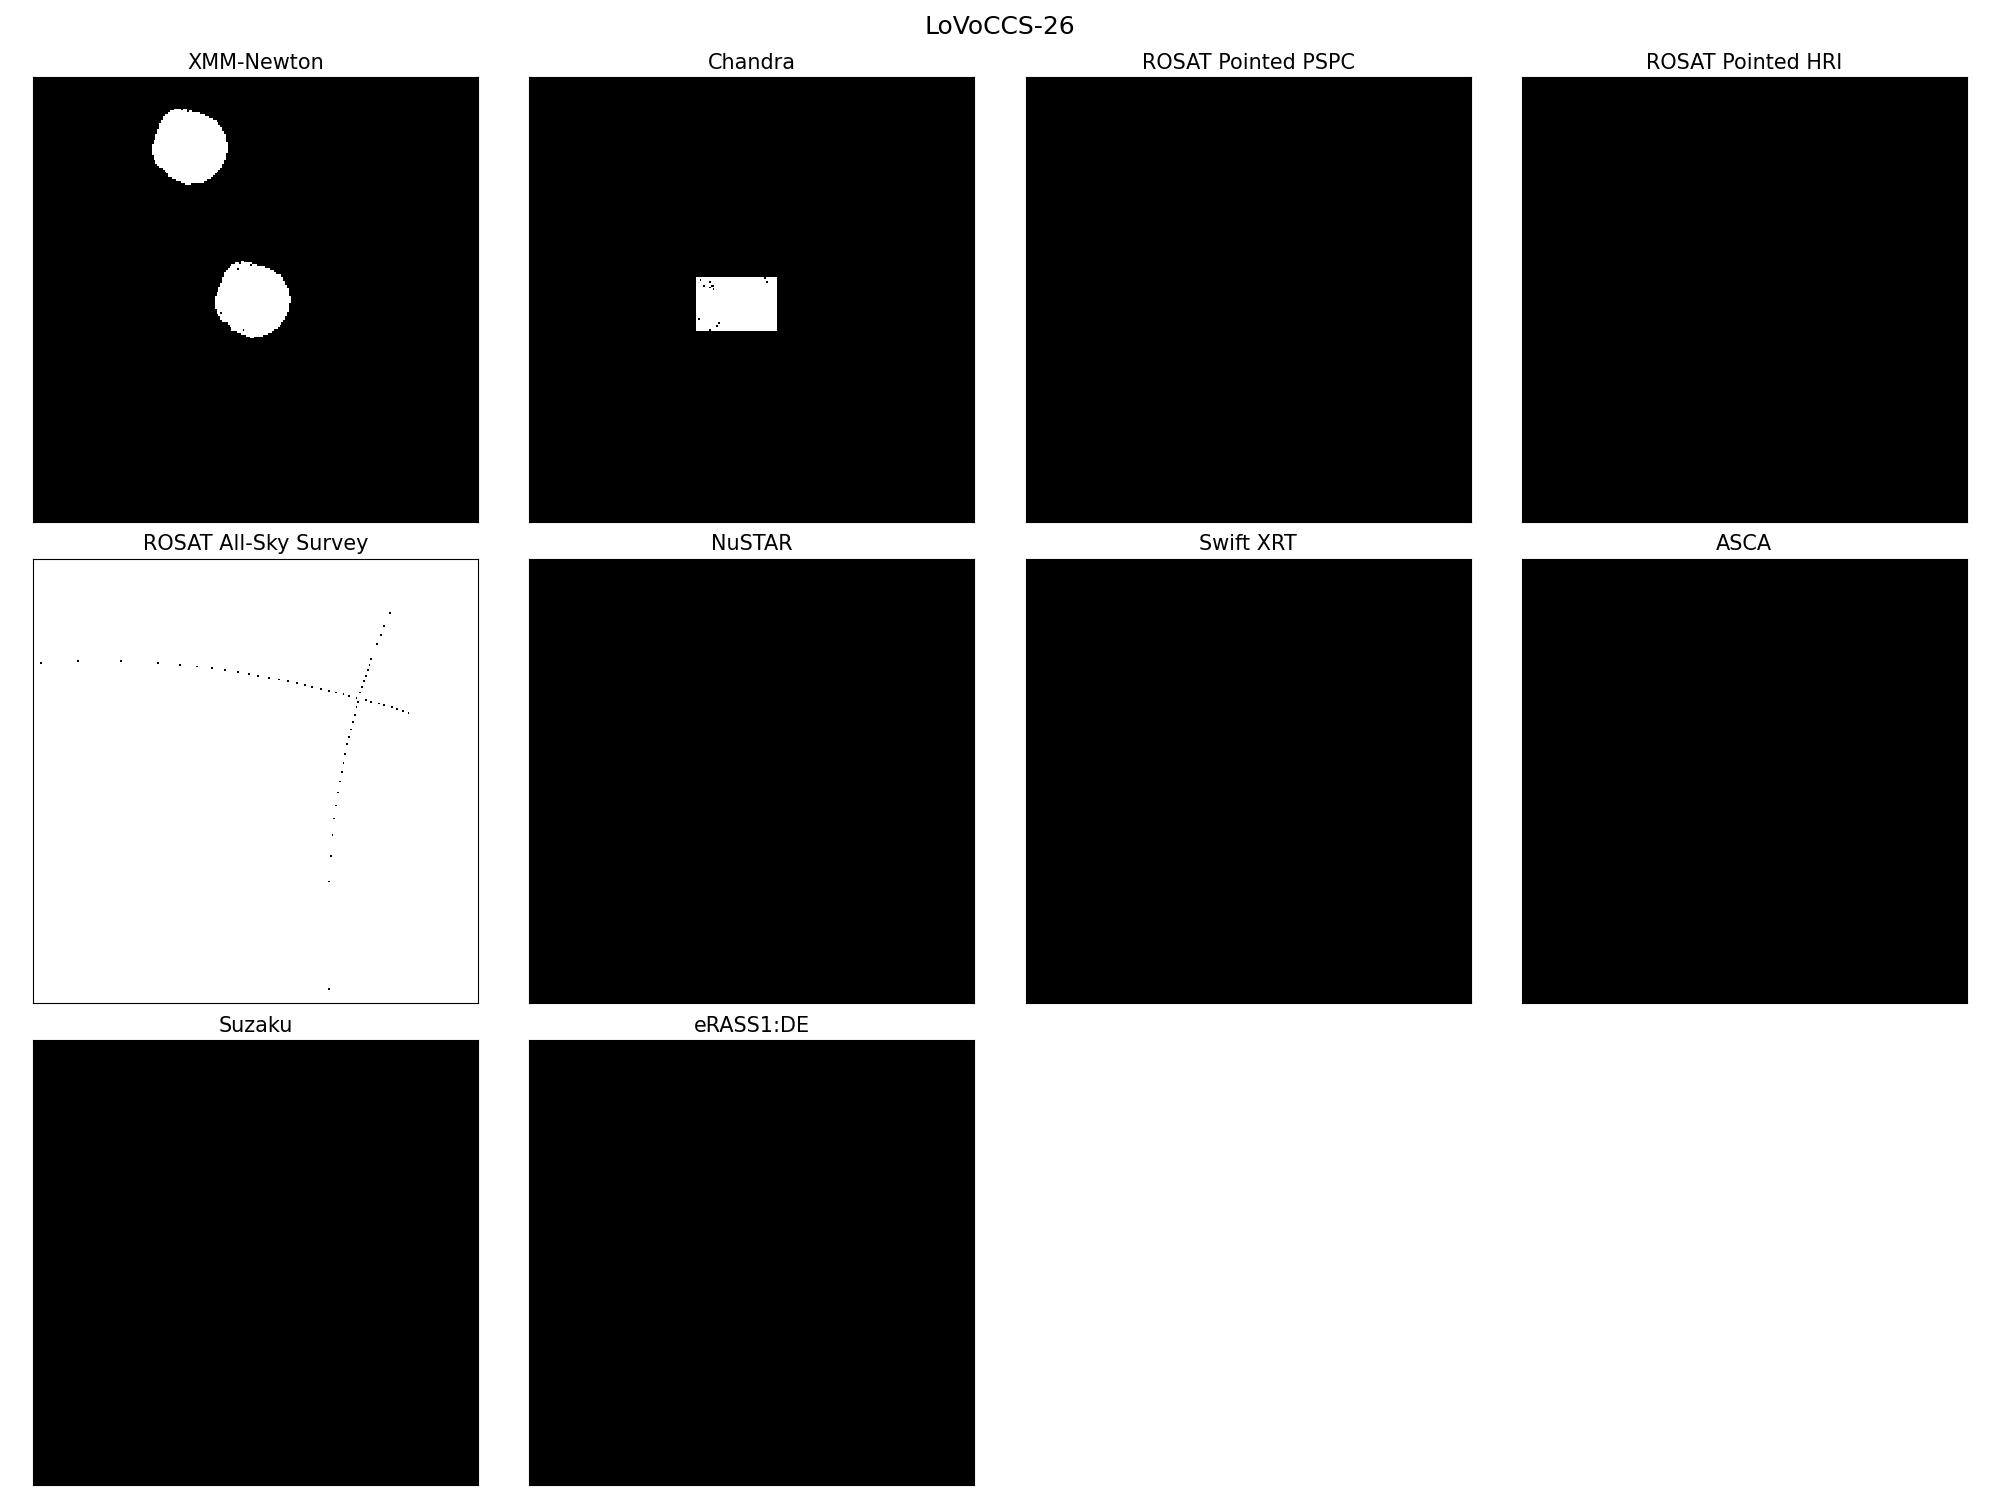 LoVoCCS-26
XMM-Newton
Chandra
ROSAT Pointed PSPC
ROSAT Pointed HRI
ROSAT All-Sky Survey
NuSTAR
Swift XRT
ASCA
Suzaku
eRASS1:DE